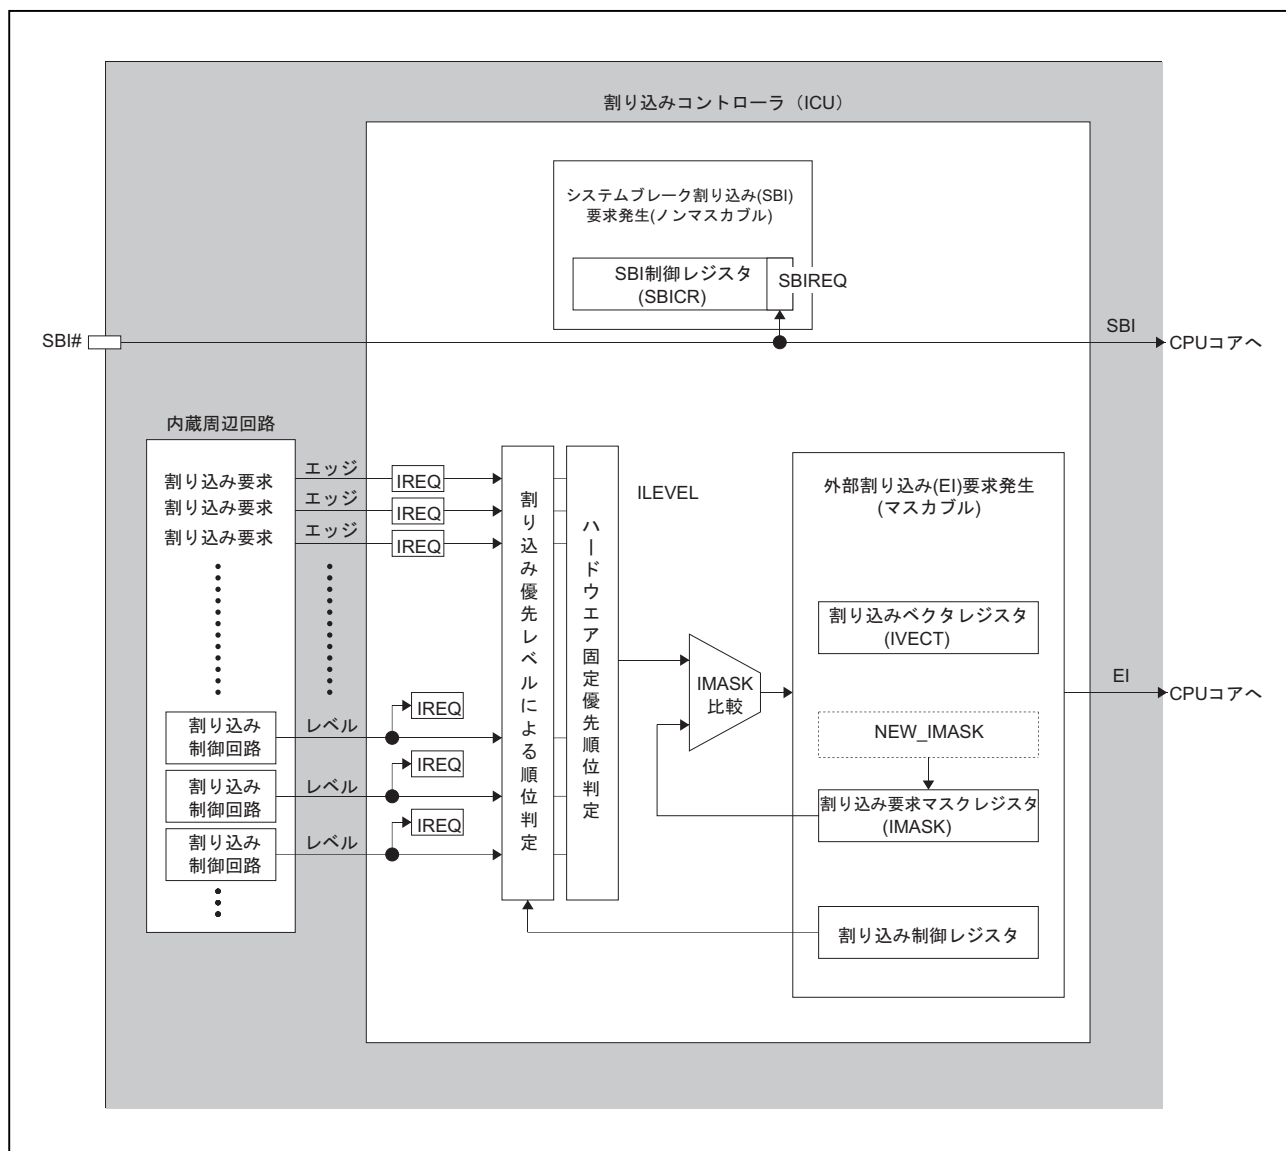 割り込みコントローラ（ICU）
システムブレーク割り込み(SBI)
要求発生(ノンマスカブル)
SBI制御レジスタ
(SBICR)
SBIREQ
SBI#
SBI
CPUコアへ
内蔵周辺回路
割り込み要求
エッジ
IREQ
割り込み要求
エッジ
IREQ
割り込み要求
エッジ
IREQ
割り込み
制御回路
レベル
IREQ
割り込み
制御回路
レベル
IREQ
割り込み
制御回路
レベル
IREQ
割り込み優先レベルによる順位判定
ハードウエア固定優先順位判定
ILEVEL
IMASK
比較
外部割り込み(EI)要求発生
(マスカブル)
割り込みベクタレジスタ
(IVECT)
NEW_IMASK
割り込み要求マスクレジスタ
(IMASK)
割り込み制御レジスタ
EI
CPUコアへ